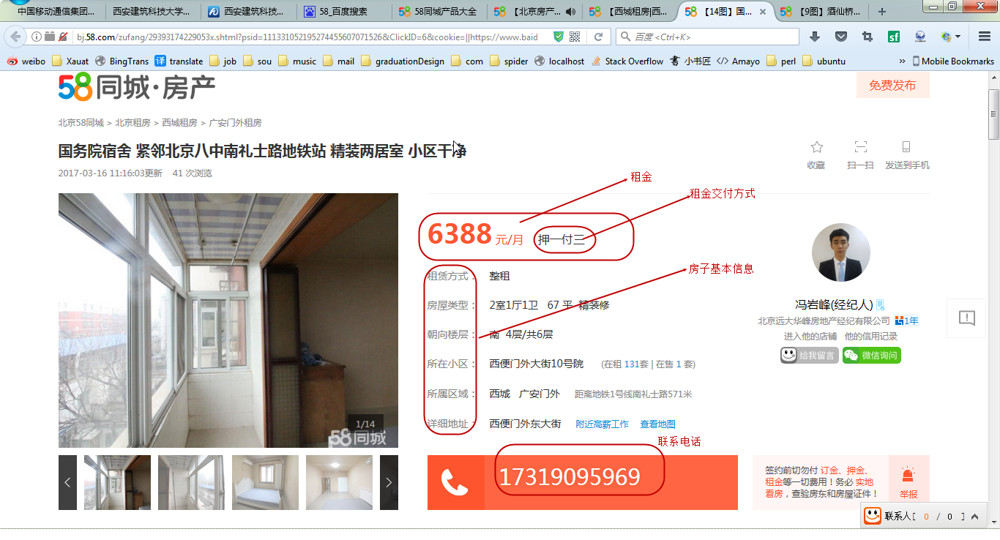 中国移动通信集团...
西安建筑科技大学...
西安建筑科技...
58_百度搜索
58同城产品大全
【北京房产...
【西城租房|西...
【14图】国...
【9图】酒仙桥...
bj.58.com/zufang/29393174229053x.shtml?psid=111331052195274455607071526&ClickID=6&cookie=||https://www.baid
百度 <Ctrl+K>
weibo
Xauat
BingTrans
translate
job
sou
music
mail
graduationDesign
com
spider
localhost
Stack Overflow
小书匠
Amayo
perl
ubuntu
Mobile Bookmarks
58同城·房产
免费发布
北京58同城 > 北京租房 > 西城租房 > 广安门外租房
国务院宿舍 紧邻北京八中南礼士路地铁站 精装两居室 小区干净
2017-03-16 11:16:03更新 41 次浏览
收藏
扫一扫
发送到手机
租金
租金交付方式
6388 元/月 押一付三
房子基本信息
租赁方式： 整租
房屋类型： 2室1厅1卫 67 平 精装修
朝向楼层： 南 4层/共6层
所在小区： 西便门外大街10号院 (在租 131套 | 在售 1 套)
所属区域： 西城 广安门外 距离地铁1号线南礼士路571米
详细地址： 西便门外东大街 附近高薪工作 查看地图
冯岩峰(经纪人)
北京远大华峰房地产经纪有限公司 1年
进入他的店铺 他的信用记录
给我留言
微信询问
1/14
58同城
联系电话
17319095969
签约前切勿付 订金、押金、
租金等一切费用！务必 实地
看房，查验房东和房屋证件！
举报
联系人[ 0 / 0 ]